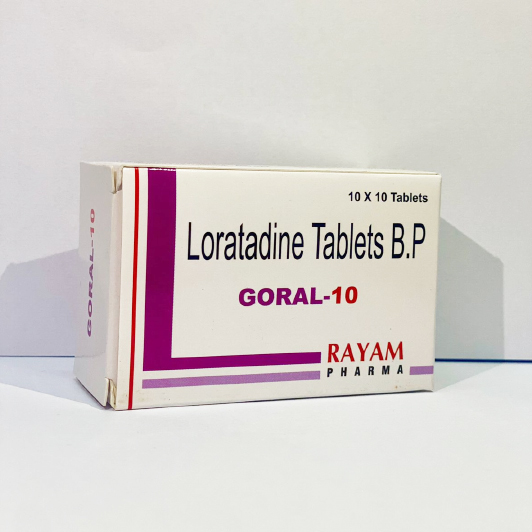 10 X 10 Tablets
Loratadine Tablets B.P
GORAL-10
RAYAM
PHARMA
GORAL-10